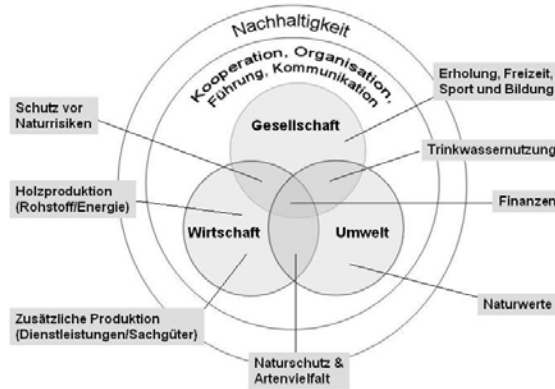 Nachhaltigkeit
Kooperation, Organisation,
Führung, Kommunikation
Erholung, Freizeit,
Sport und Bildung
Schutz vor
Naturrisiken
Gesellschaft
Trinkwassernutzung
Holzproduktion
(Rohstoff/Energie)
Finanzen
Wirtschaft
Umwelt
Zusätzliche Produktion
(Dienstleistungen/Sachgüter)
Naturwerte
Naturschutz &
Artenvielfalt